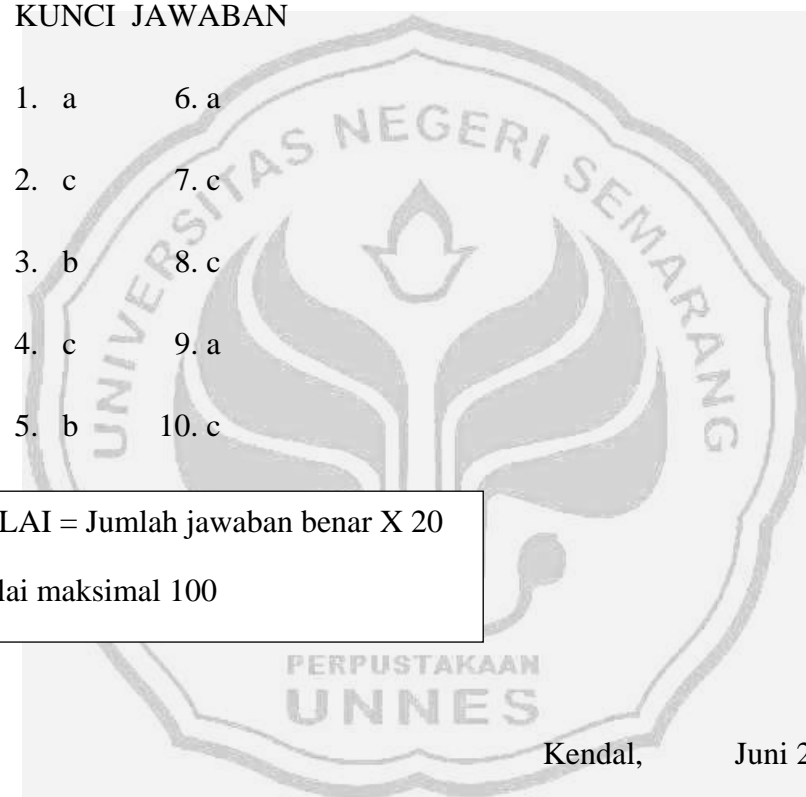 KUNCI JAWABAN
1. a 6. a
2. c 7. c
3. b 8. c
4. c 9. a
5. b 10. c
LAI = Jumlah jawaban benar X 20
lai maksimal 100
Kendal, Juni 2
UNIVERSITAS NEGERI SEMARANG
PERPUSTAKAAN
UNNES